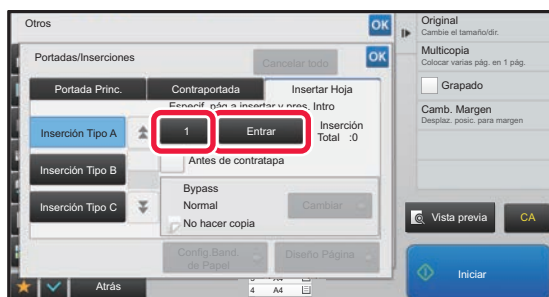 Otros
OK
Portadas/Inserciones
Cancelar todo
OK
Portada Princ.
Contraportada
Insertar Hoja
Especif. pág a insertar y pres. Intro
Inserción Tipo A
1
Entrar
Inserción
Total :0
Antes de contratapa
Inserción Tipo B
Bypass
Normal
Cambiar
No hacer copia
Inserción Tipo C
Config.Band.
de Papel
Diseño Página
Atrás
A4
4 A4
Original
Cambie el tamaño/dir.
Multicopia
Colocar varias pág. en 1 pág.
Grapado
Camb. Margen
Desplaz. posic. para margen
Vista previa
CA
Iniciar